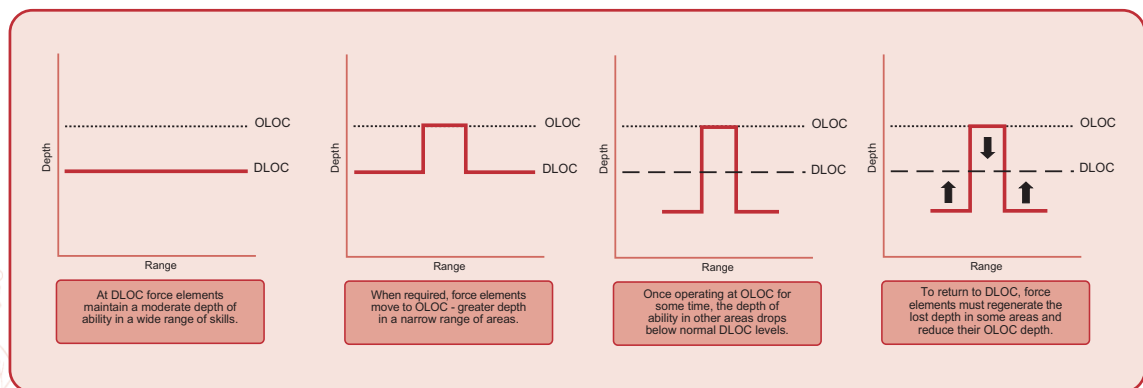 Depth
OLOC
DLOC
Range
At DLOC force elements
maintain a moderate depth of
ability in a wide range of skills.
Depth
OLOC
DLOC
Range
When required, force elements
move to OLOC - greater depth
in a narrow range of areas.
Depth
OLOC
DLOC
Range
Once operating at OLOC for
some time, the depth of
ability in other areas drops
below normal DLOC levels.
Depth
OLOC
DLOC
Range
To return to DLOC, force
elements must regenerate the
lost depth in some areas and
reduce their OLOC depth.